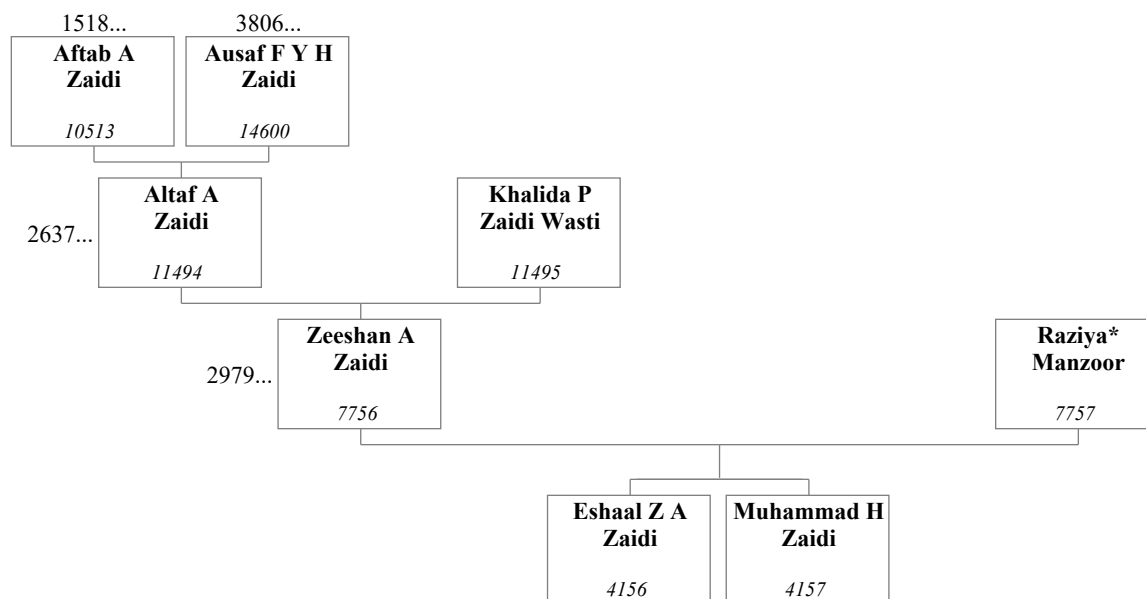 1518...
3806...
Aftab A
Zaidi
10513
Ausaf F Y H
Zaidi
14600
2637...
Altaf A
Zaidi
11494
Khalida P
Zaidi Wasti
11495
2979...
Zeeshan A
Zaidi
7756
Raziya*
Manzoor
7757
Eshaal Z A
Zaidi
4156
Muhammad H
Zaidi
4157